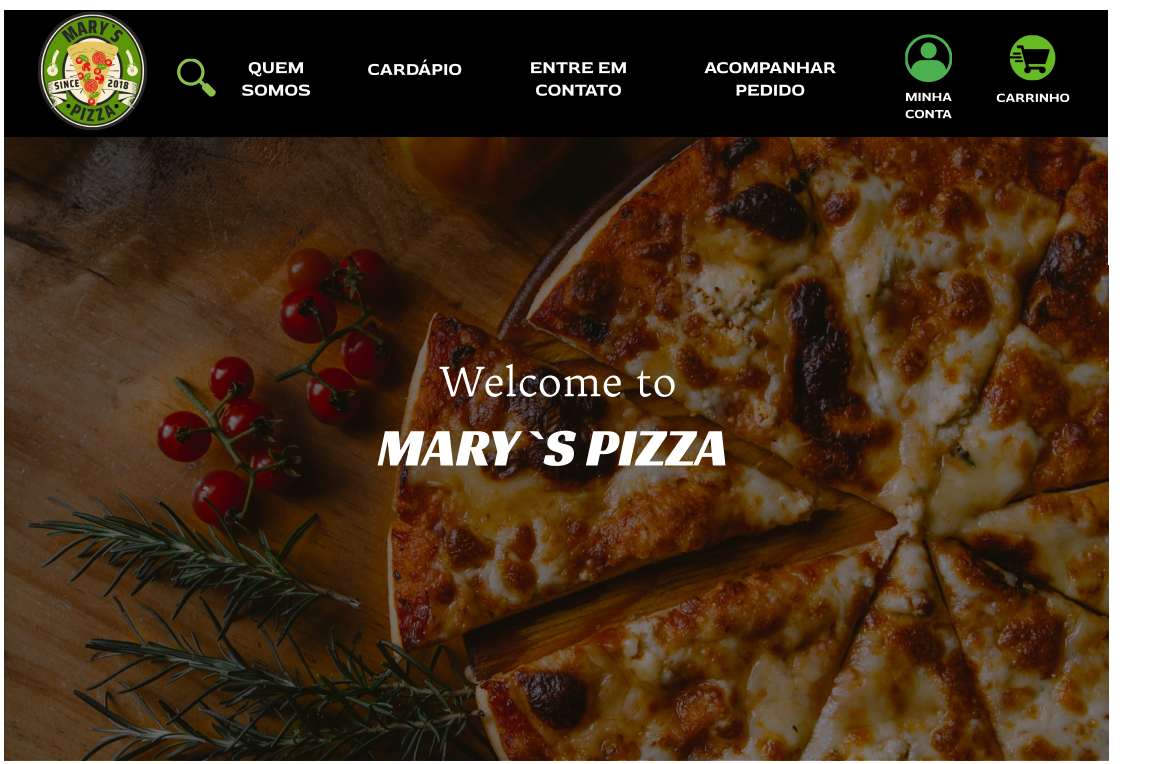 MARY`S
SINCE 2018
PIZZA
QUEM
SOMOS
CARDÁPIO
ENTRE EM
CONTATO
ACOMPANHAR
PEDIDO
MINHA
CONTA
CARRINHO
Welcome to
MARY`S PIZZA